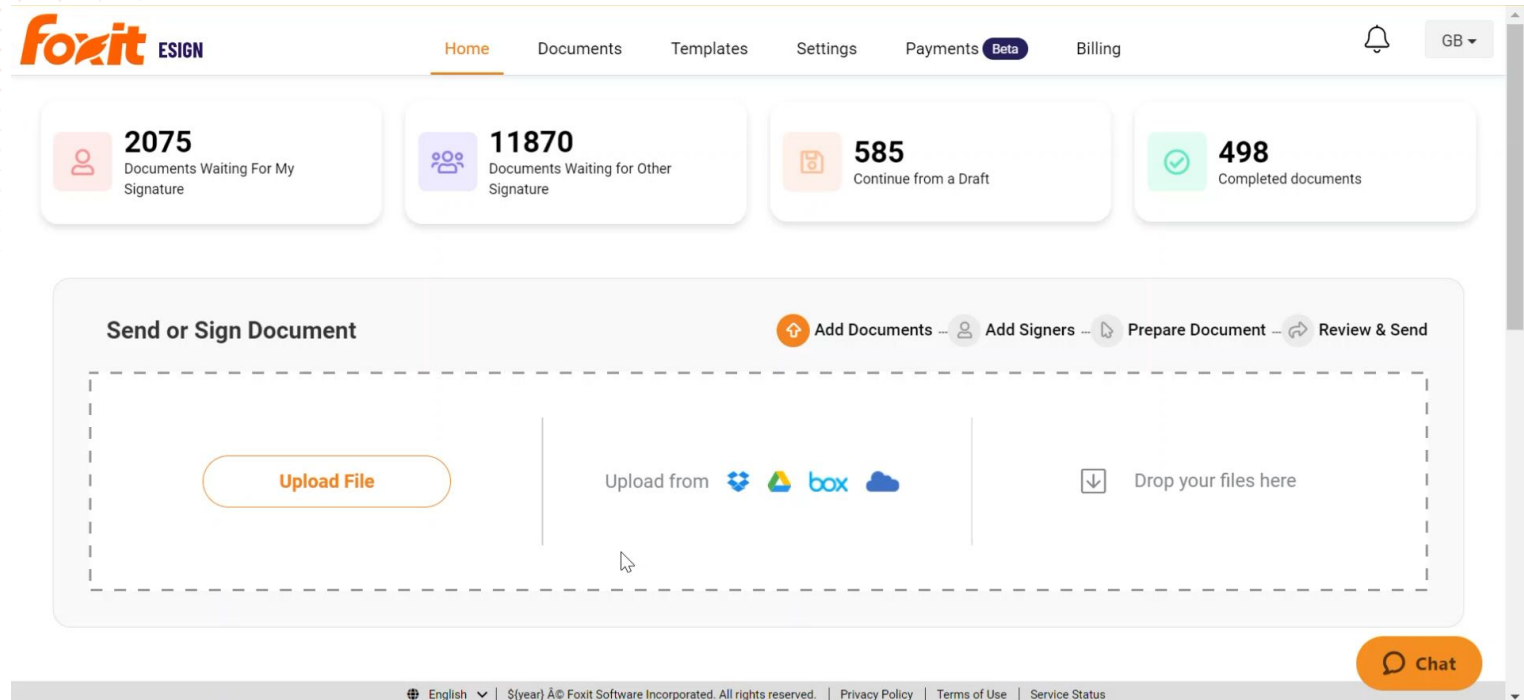 foxit ESIGN
Home Documents Templates Settings Payments Beta Billing
GB
2075
Documents Waiting For My
Signature
11870
Documents Waiting for Other
Signature
585
Continue from a Draft
498
Completed documents
Send or Sign Document
Add Documents Add Signers Prepare Document Review & Send
Upload File
Upload from box
Drop your files here
Chat
English | ${year} Â© Foxit Software Incorporated. All rights reserved. | Privacy Policy | Terms of Use | Service Status